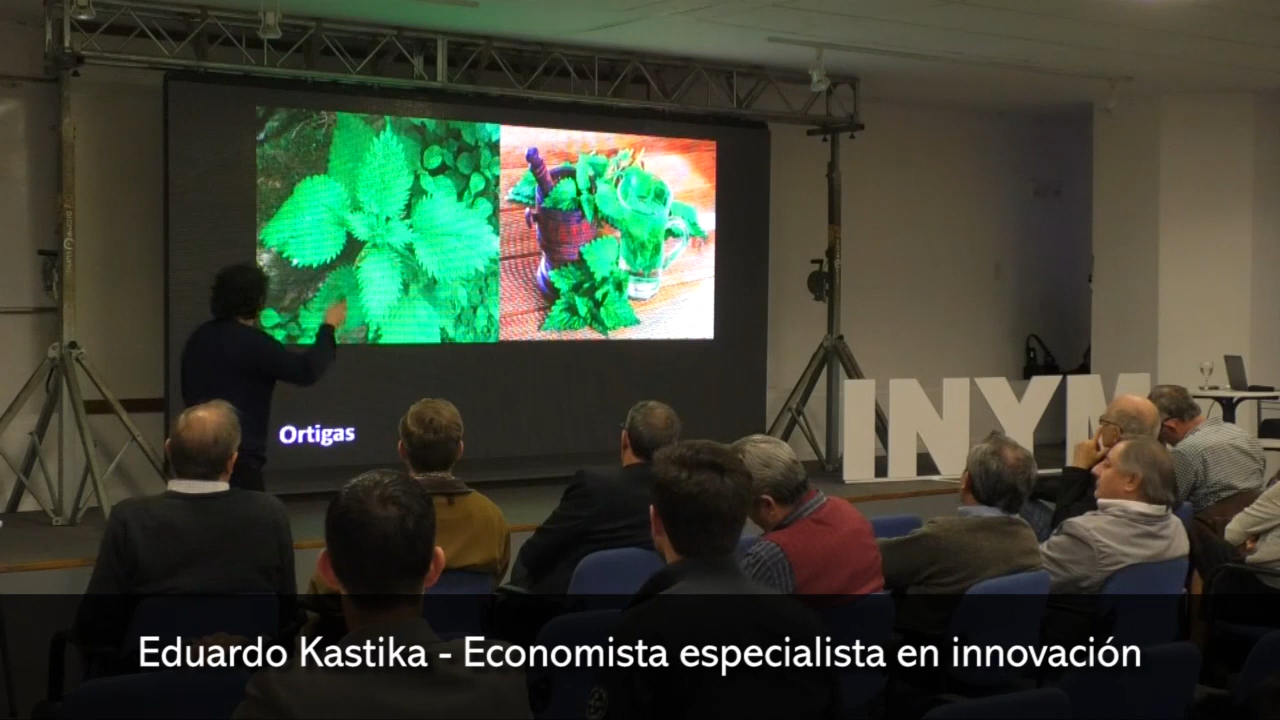 Ortigas
INYM
Eduardo Kastika - Economista especialista en innovación